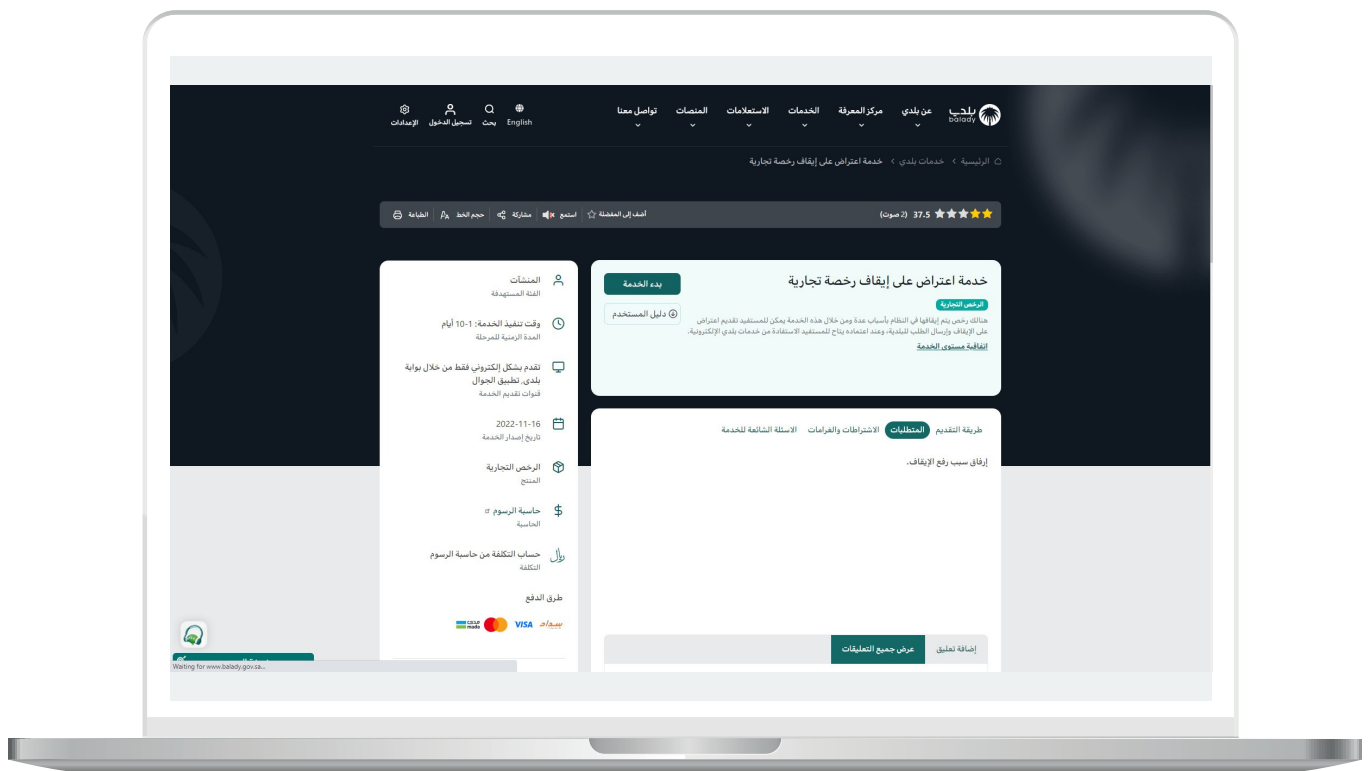 بلدي
balady
عن بلدي
مركز المعرفة
الخدمات
الاستعلامات
المنصات
تواصل معنا
English
بحث
تسجيل الدخول
الإعدادات
الرئيسية › خدمات بلدي › خدمة اعتراض على إيقاف رخصة تجارية
37.5 (2 صوت)
أضف إلى المفضلة
استمع
مشاركة
حجم الخط
الطباعة
خدمة اعتراض على إيقاف رخصة تجارية
الرخص التجارية
هنالك رخص يتم إيقافها في النظام بأسباب عدة ومن خلال هذه الخدمة يمكن للمستفيد تقديم اعتراض
على الإيقاف وإرسال الطلب للبلدية، وعند اعتماده يتاح للمستفيد الاستفادة من خدمات بلدي الإلكترونية.
اتفاقية مستوى الخدمة
بدء الخدمة
دليل المستخدم
طريقة التقديم
المتطلبات
الاشتراطات والغرامات
الاسئلة الشائعة للخدمة
إرفاق سبب رفع الإيقاف.
إضافة تعليق
عرض جميع التعليقات
المنشآت
الفئة المستهدفة
وقت تنفيذ الخدمة: 1-10 أيام
المدة الزمنية للمرحلة
تقدم بشكل إلكتروني فقط من خلال بوابة
بلدي, تطبيق الجوال
قنوات تقديم الخدمة
2022-11-16
تاريخ إصدار الخدمة
الرخص التجارية
المنتج
حاسبة الرسوم
الحاسبة
حساب التكلفة من حاسبة الرسوم
التكلفة
طرق الدفع
سداد
VISA
mada
Waiting for www.balady.gov.sa...